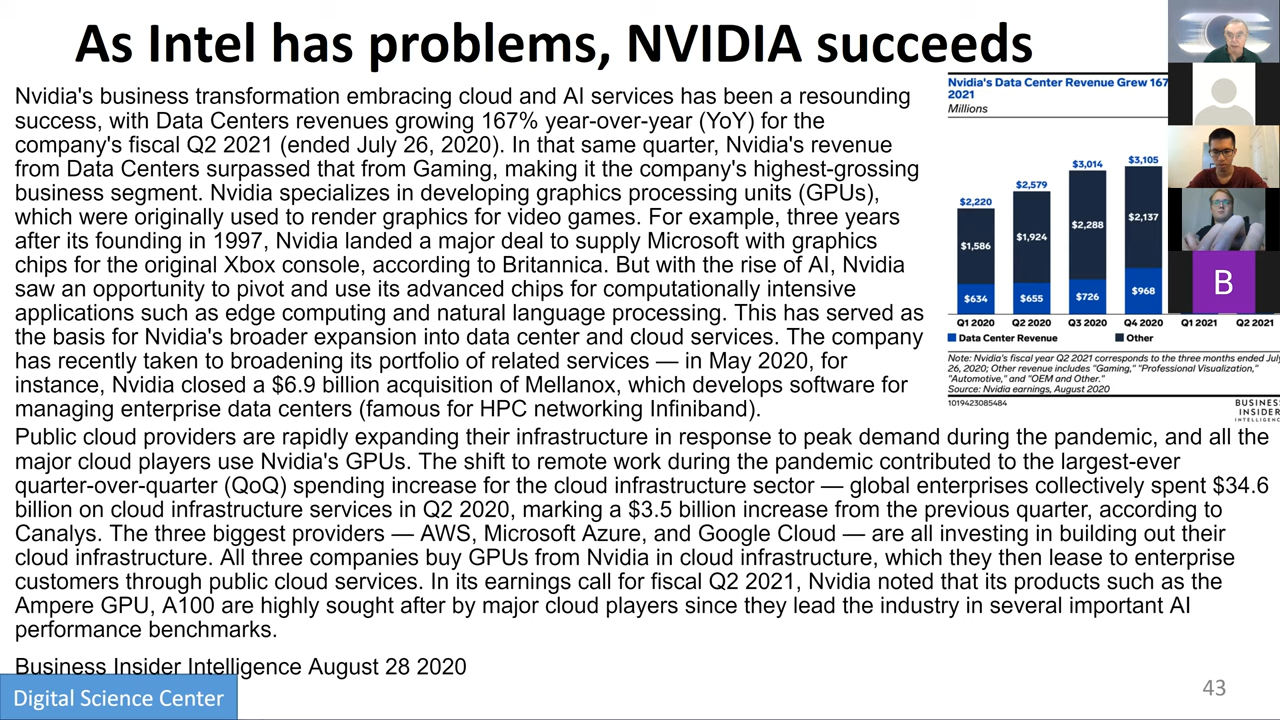 As Intel has problems, NVIDIA succeeds
Nvidia's business transformation embracing cloud and AI services has been a resounding
success, with Data Centers revenues growing 167% year-over-year (YoY) for the
company's fiscal Q2 2021 (ended July 26, 2020). In that same quarter, Nvidia's revenue
from Data Centers surpassed that from Gaming, making it the company's highest-grossing
business segment. Nvidia specializes in developing graphics processing units (GPUs),
which were originally used to render graphics for video games. For example, three years
after its founding in 1997, Nvidia landed a major deal to supply Microsoft with graphics
chips for the original Xbox console, according to Britannica. But with the rise of AI, Nvidia
saw an opportunity to pivot and use its advanced chips for computationally intensive
applications such as edge computing and natural language processing. This has served as
the basis for Nvidia's broader expansion into data center and cloud services. The company
has recently taken to broadening its portfolio of related services — in May 2020, for
instance, Nvidia closed a $6.9 billion acquisition of Mellanox, which develops software for
managing enterprise data centers (famous for HPC networking Infiniband).
Public cloud providers are rapidly expanding their infrastructure in response to peak demand during the pandemic, and all the
major cloud players use Nvidia's GPUs. The shift to remote work during the pandemic contributed to the largest-ever
quarter-over-quarter (QoQ) spending increase for the cloud infrastructure sector — global enterprises collectively spent $34.6
billion on cloud infrastructure services in Q2 2020, marking a $3.5 billion increase from the previous quarter, according to
Canalys. The three biggest providers — AWS, Microsoft Azure, and Google Cloud — are all investing in building out their
cloud infrastructure. All three companies buy GPUs from Nvidia in cloud infrastructure, which they then lease to enterprise
customers through public cloud services. In its earnings call for fiscal Q2 2021, Nvidia noted that its products such as the
Ampere GPU, A100 are highly sought after by major cloud players since they lead the industry in several important AI
performance benchmarks.
Business Insider Intelligence August 28 2020
Nvidia's Data Center Revenue Grew 167
2021
Millions
$2,220
$2,579
$3,014
$3,105
$1,586
$1,924
$2,288
$2,137
$634
$655
$726
$968
Q1 2020 Q2 2020 Q3 2020 Q4 2020 Q1 2021 Q2 2021
Data Center Revenue Other
Note: Nvidia's fiscal year Q2 2021 corresponds to the three months ended July
26, 2020; Other revenue includes "Gaming," "Professional Visualization,"
"Automotive," and "OEM and Other."
Source: Nvidia earnings, August 2020
1019423085484
BUSINESS
INSIDER
B
Digital Science Center
43